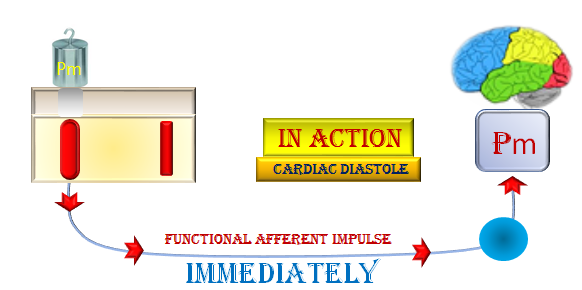 Pm
IN ACTION
CARDIAC DIASTOLE
Pm
FUNCTIONAL AFFERENT IMPULSE
IMMEDIATELY